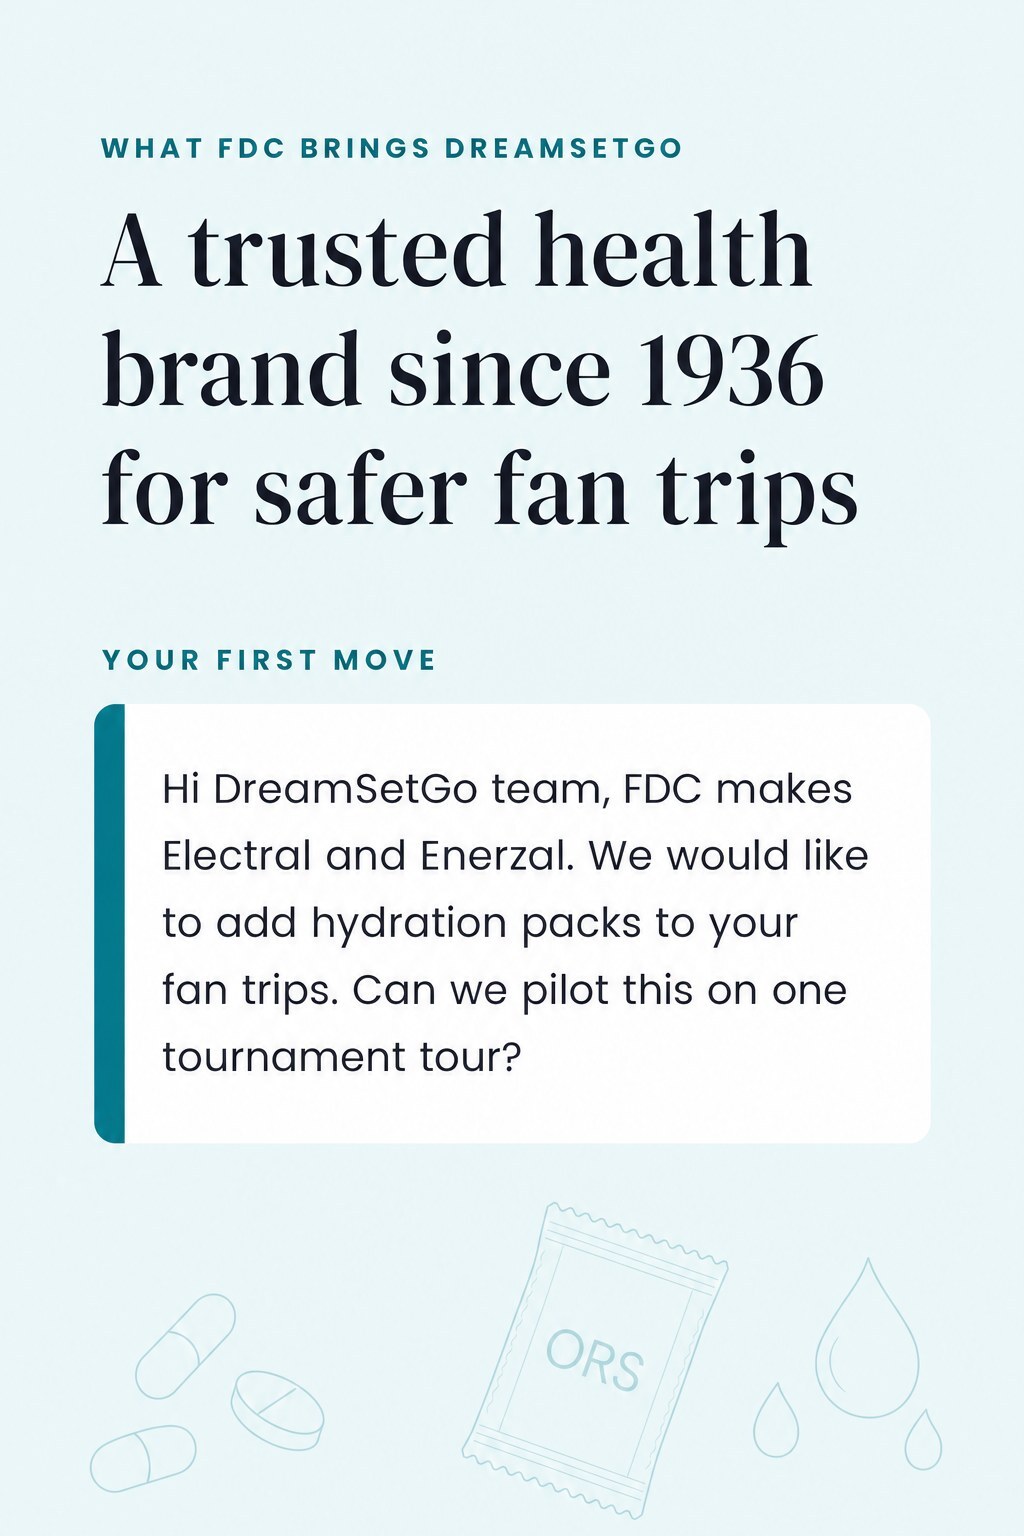 WHAT FDC BRINGS DREAMSETGO
A trusted health
brand since 1936
for safer fan trips
YOUR FIRST MOVE
Hi DreamSetGo team, FDC makes
Electral and Enerzal. We would like
to add hydration packs to your
fan trips. Can we pilot this on one
tournament tour?
ORS